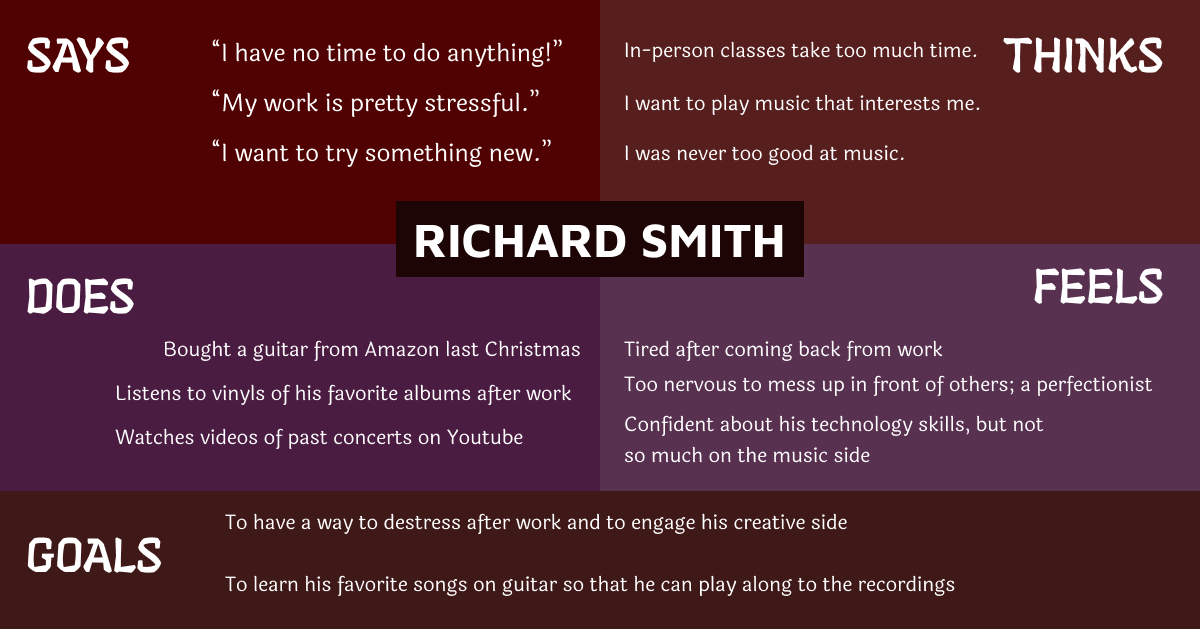 SAYS
“I have no time to do anything!”
“My work is pretty stressful.”
“I want to try something new.”
THINKS
In-person classes take too much time.
I want to play music that interests me.
I was never too good at music.
RICHARD SMITH
DOES
Bought a guitar from Amazon last Christmas
Listens to vinyls of his favorite albums after work
Watches videos of past concerts on Youtube
FEELS
Tired after coming back from work
Too nervous to mess up in front of others; a perfectionist
Confident about his technology skills, but not
so much on the music side
GOALS
To have a way to destress after work and to engage his creative side
To learn his favorite songs on guitar so that he can play along to the recordings